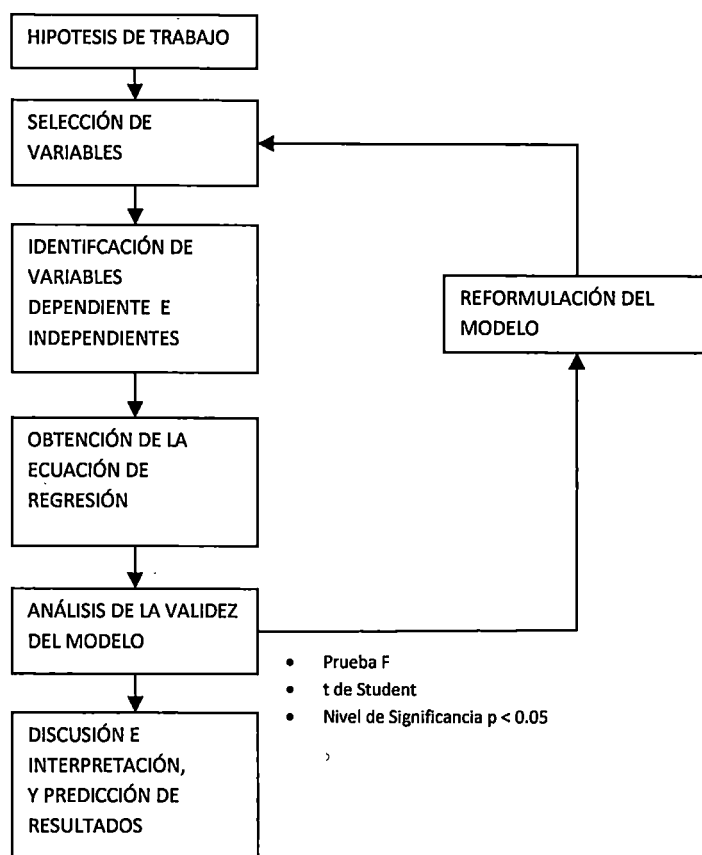 HIPOTESIS DE TRABAJO
SELECCIÓN DE
VARIABLES
IDENTIFCACIÓN DE
VARIABLES
DEPENDIENTE E
INDEPENDIENTES
REFORMULACIÓN DEL
MODELO
OBTENCIÓN DE LA
ECUACIÓN DE
REGRESIÓN
ANÁLISIS DE LA VALIDEZ
DEL MODELO
• Prueba F
• t de Student
• Nivel de Significancia p < 0.05
DISCUSIÓN E
INTERPRETACIÓN,
Y PREDICCIÓN DE
RESULTADOS